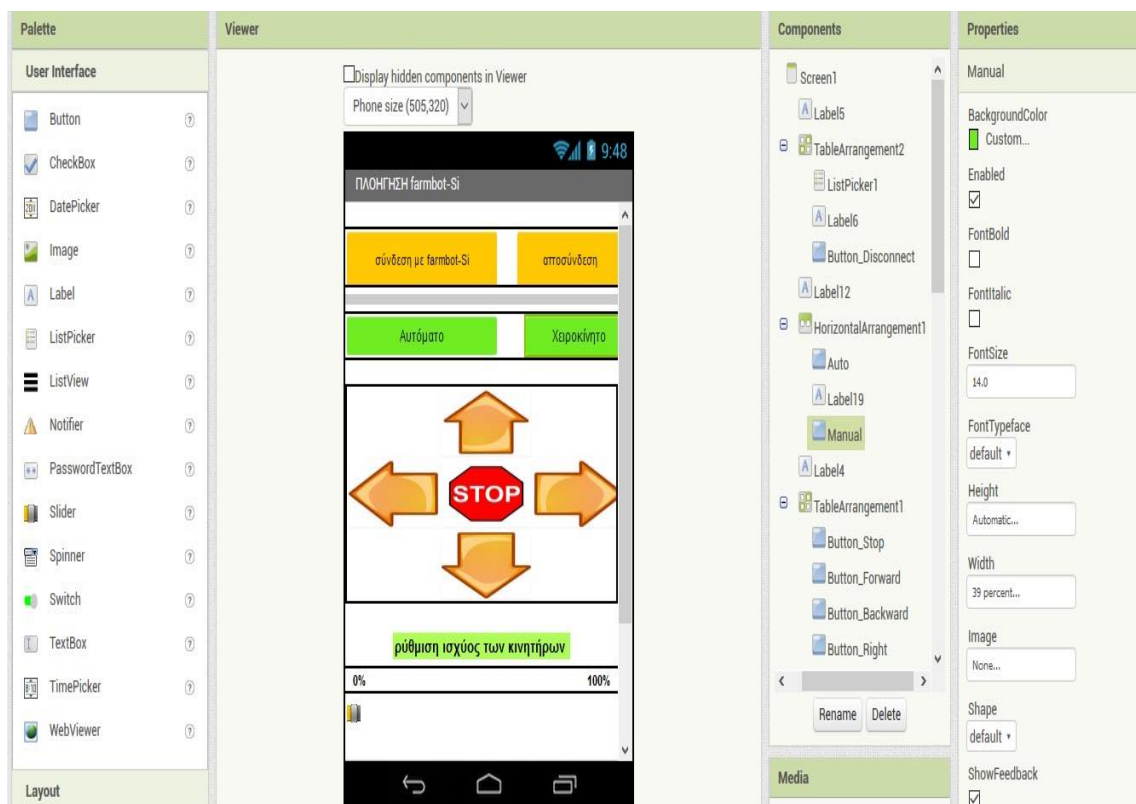 Palette
User Interface
Button
CheckBox
DatePicker
Image
Label
ListPicker
ListView
Notifier
PasswordTextBox
Slider
Spinner
Switch
TextBox
TimePicker
WebViewer
Layout
Viewer
Display hidden components in Viewer
Phone size (505,320)
9:48
ΠΛΟΗΓΗΣΗ farmbot-Si
σύνδεση με farmbot-Si
αποσύνδεση
Αυτόματο
Χειροκίνητο
STOP
ρύθμιση ισχύος των κινητήρων
0%
100%
Components
Screen1
Label5
TableArrangement2
ListPicker1
Label6
Button_Disconnect
Label12
HorizontalArrangement1
Auto
Label19
Manual
Label4
TableArrangement1
Button_Stop
Button_Forward
Button_Backward
Button_Right
Rename
Delete
Media
Properties
Manual
BackgroundColor
Custom...
Enabled
FontBold
FontItalic
FontSize
14.0
FontTypeface
default
Height
Automatic...
Width
39 percent...
Image
None...
Shape
default
ShowFeedback